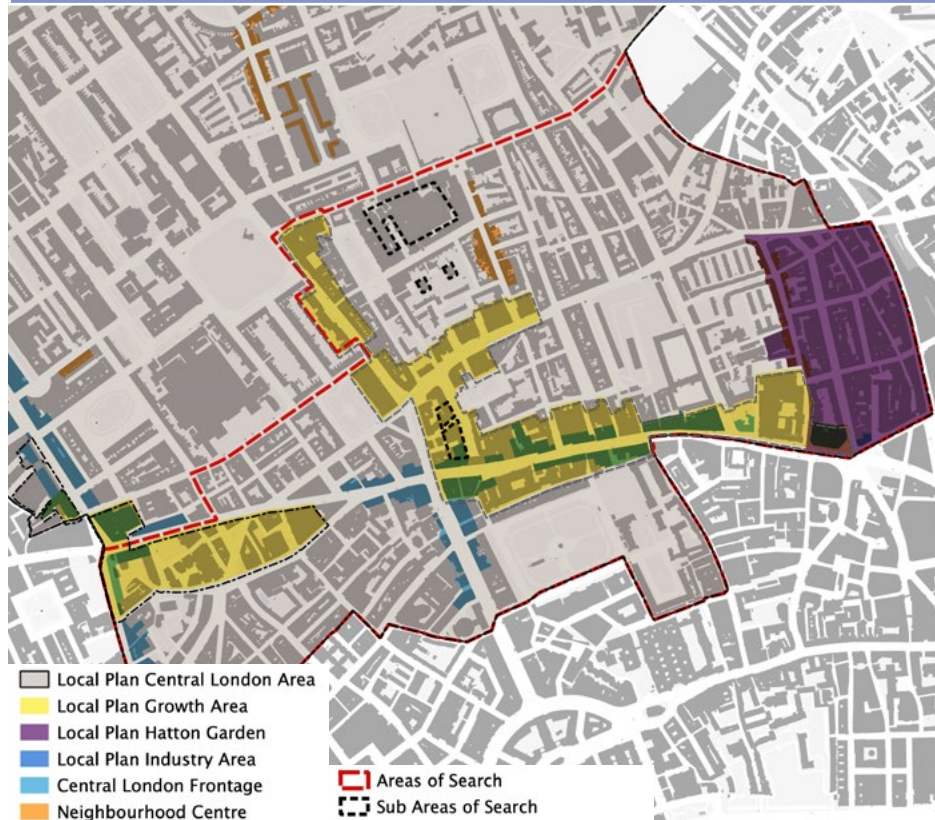 Local Plan Central London Area
Local Plan Growth Area
Local Plan Hatton Garden
Local Plan Industry Area
Central London Frontage
Neighbourhood Centre
Areas of Search
Sub Areas of Search